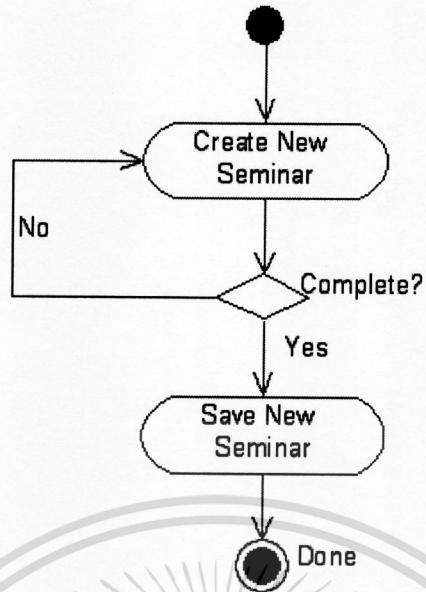 Create New
Seminar
No
Complete?
Yes
Save New
Seminar
Done